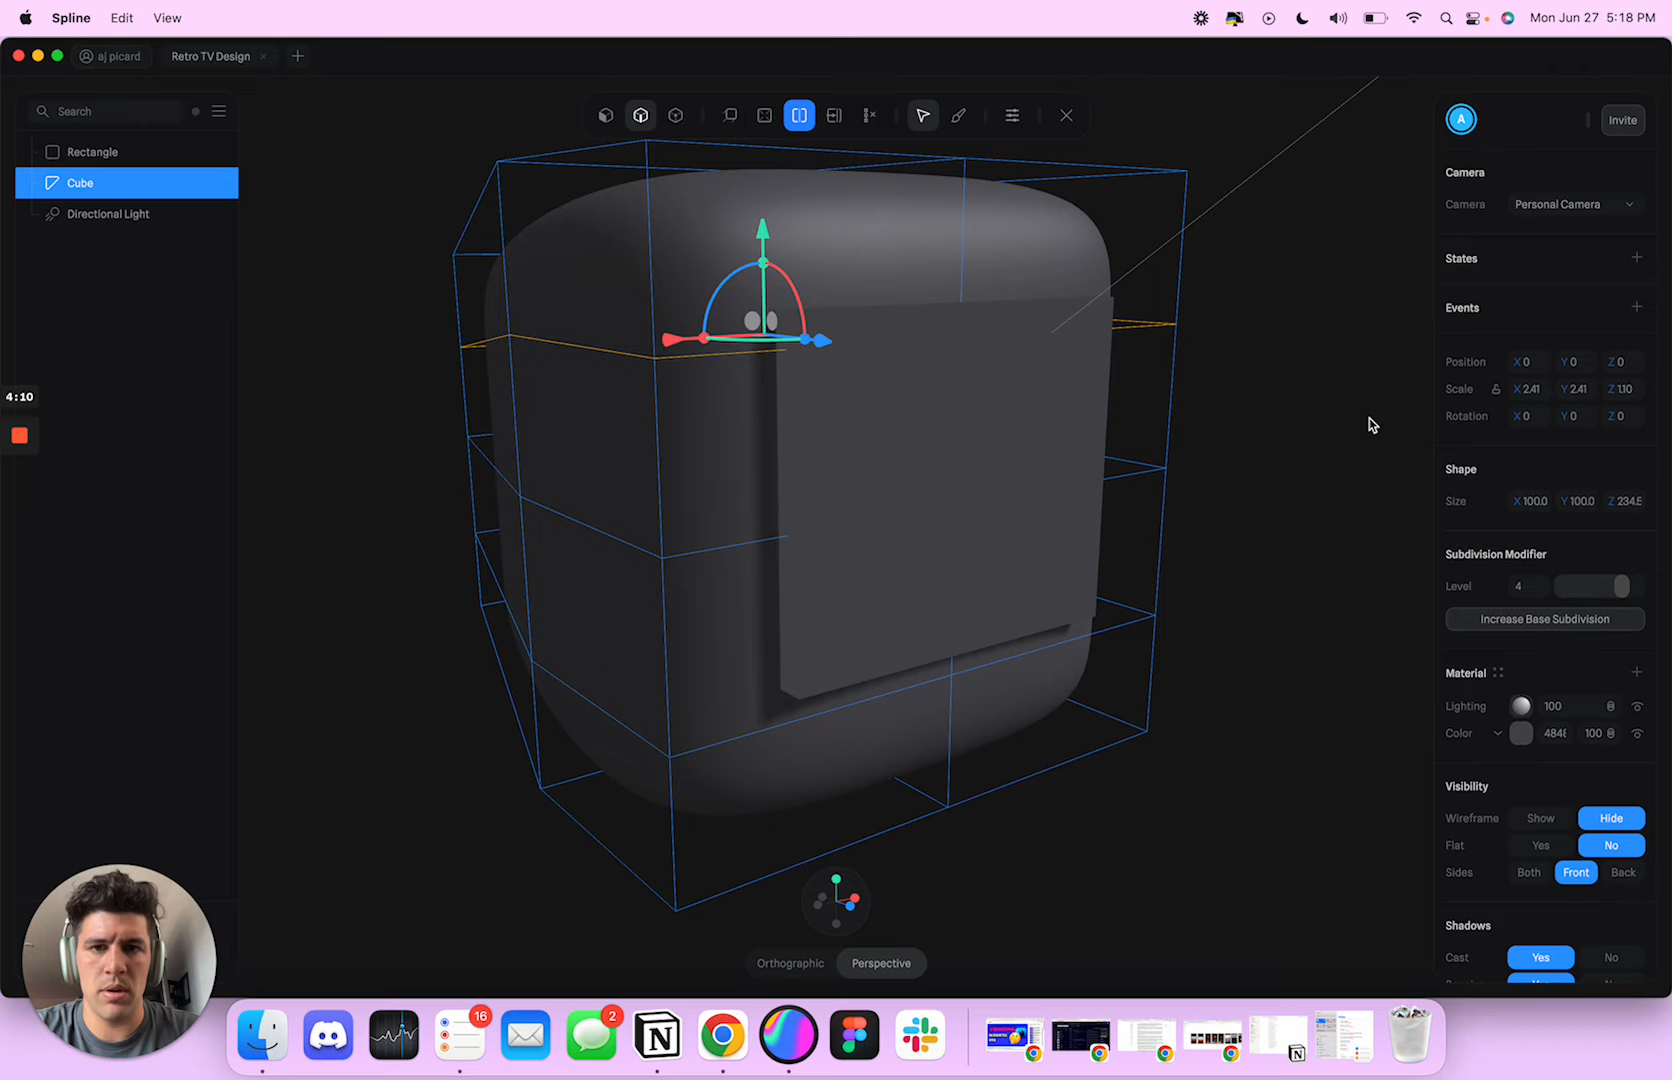 Spline Edit View
Mon Jun 27 5:18 PM
aj picard
Retro TV Design
Search
Rectangle
Cube
Directional Light
4:10
A
Invite
Camera
Camera Personal Camera
States
Events
Position X 0 Y 0 Z 0
Scale X 2.41 Y 2.41 Z 1.10
Rotation X 0 Y 0 Z 0
Shape
Size X 100.0 Y 100.0 Z 234.5
Subdivision Modifier
Level 4
Increase Base Subdivision
Material
Lighting 100
Color 4848 100
Visibility
Wireframe Show Hide
Flat Yes No
Sides Both Front Back
Shadows
Cast Yes No
Orthographic Perspective
16
2